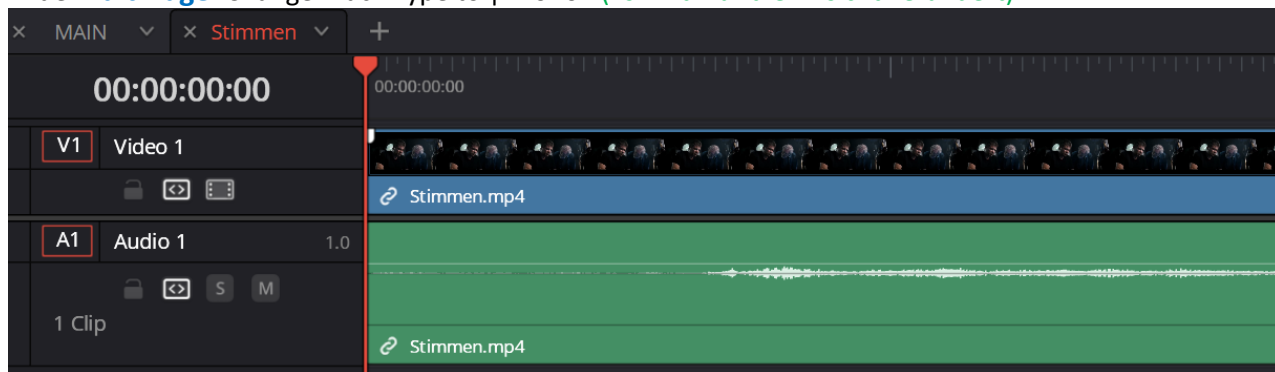 × MAIN × Stimmen +
00:00:00:00
00:00:00:00
V1 Video 1
Stimmen.mp4
A1 Audio 1 1.0
S M
1 Clip
Stimmen.mp4